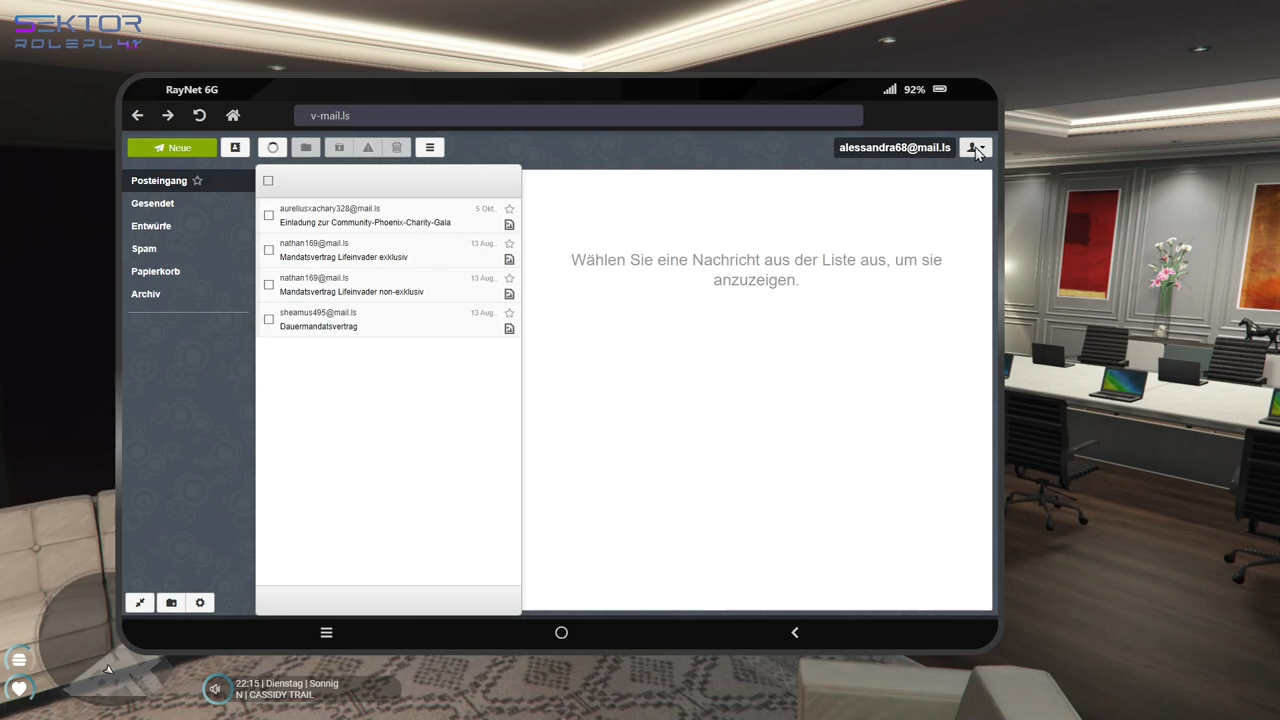 SEKTOR
ROLEPL4Y
RayNet 6G
92%
v-mail.ls
Neue
alessandra68@mail.ls
Posteingang
Gesendet
Entwürfe
Spam
Papierkorb
Archiv
aureliusxachary328@mail.ls 5 Okt..
Einladung zur Community-Phoenix-Charity-Gala
nathan169@mail.ls 13 Aug..
Mandatsvertrag Lifeinvader exklusiv
nathan169@mail.ls 13 Aug..
Mandatsvertrag Lifeinvader non-exklusiv
sheamus495@mail.ls 13 Aug..
Dauermandatsvertrag
Wählen Sie eine Nachricht aus der Liste aus, um sie
anzuzeigen.
22:15 | Dienstag | Sonnig
N | CASSIDY TRAIL